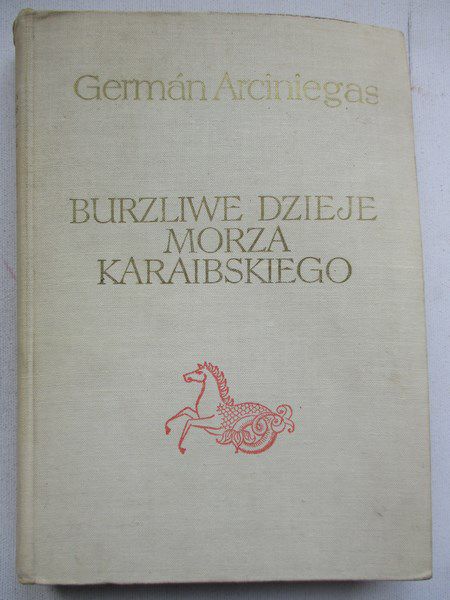 Germán Arciniegas
BURZLIWE DZIEJE
MORZA
KARAIBSKIEGO